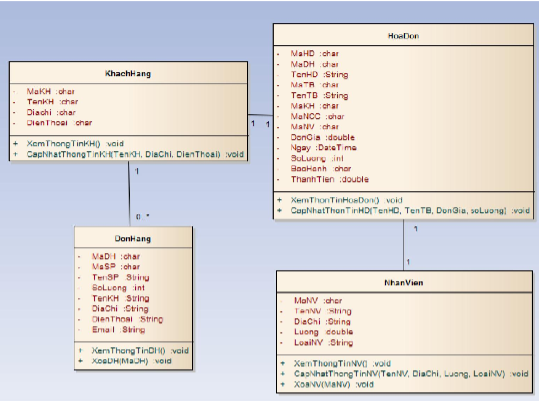 KhachHang
- MaKH :char
- TenKH :char
- Diachi :char
- DienThoai :char
+ XemThongTinKH() :void
+ CapNhatThongTinKH(TenKH, DiaChi, DienThoai) :void
1
1
HoaDon
- MaHD :char
- MaDH :char
- TenHD :String
- MaTB :char
- TenTB :String
- MaKH :char
- MaNCC :char
- MaNV :char
- DonGia :double
- Ngay :DateTime
- SoLuong :int
- BaoHanh :char
- ThanhTien :double
+ XemThonTinHoaDon() :void
+ CapNhatThonTinHD(TenHD, TenTB, DonGia, soLuong) :void
1
0..*
DonHang
- MaDH :char
- MaSP :char
- TenSP :String
- SoLuong :int
- TenKH :String
- DiaChi :String
- DienThoai :String
- Email :String
+ XemThongTinDH() :void
+ XoaDH(MaDH) :void
1
1
NhanVien
- MaNV :char
- TenNV :String
- DiaChi :String
- Luong :double
- LoaiNV :String
+ XemThongTinNV() :void
+ CapNhatThongTinNV(TenNV, DiaChi, Luong, LoaiNV) :void
+ XoaNV(MaNV) :void